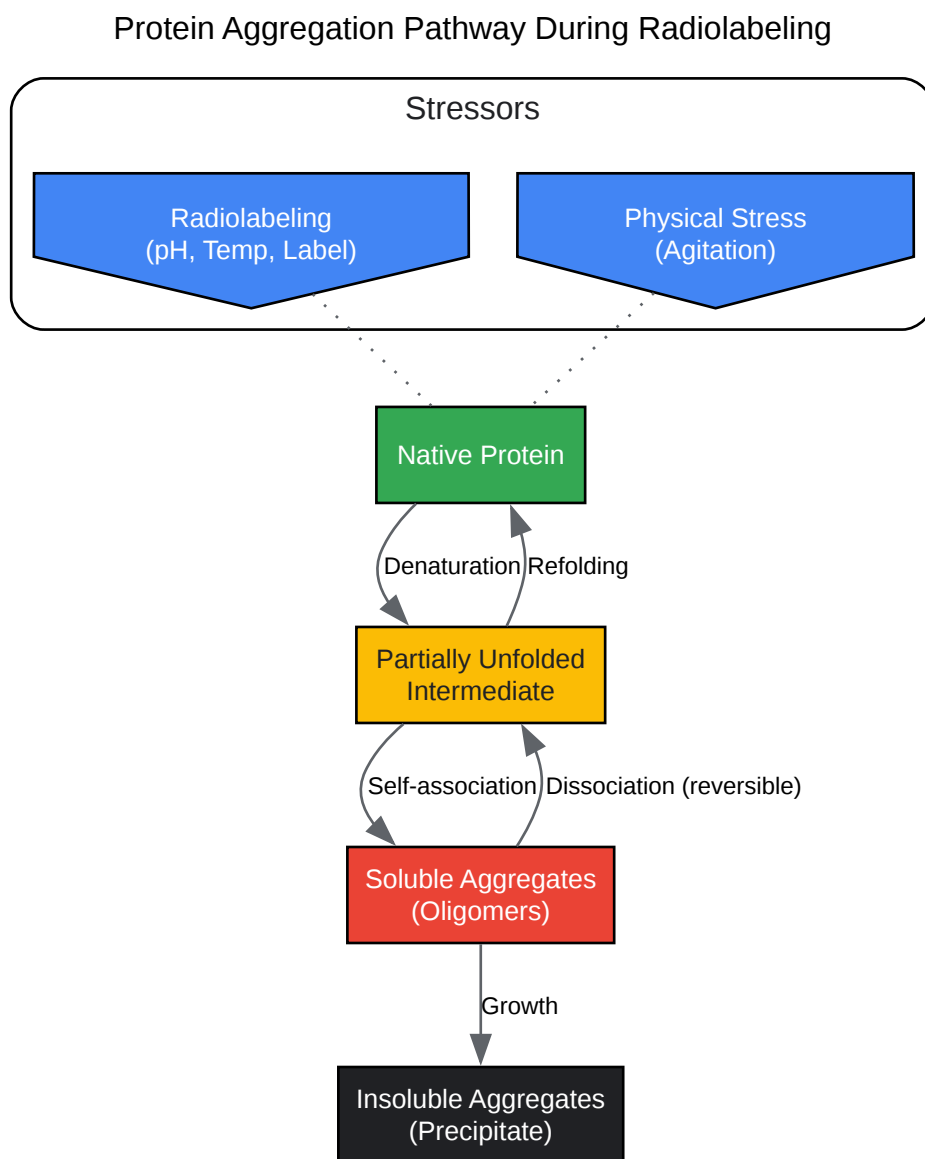 Protein Aggregation Pathway During Radiolabeling
Stressors
Radiolabeling
(pH, Temp, Label)
Physical Stress
(Agitation)
Native Protein
Denaturation
Refolding
Partially Unfolded
Intermediate
Self-association
Dissociation (reversible)
Soluble Aggregates
(Oligomers)
Growth
Insoluble Aggregates
(Precipitate)